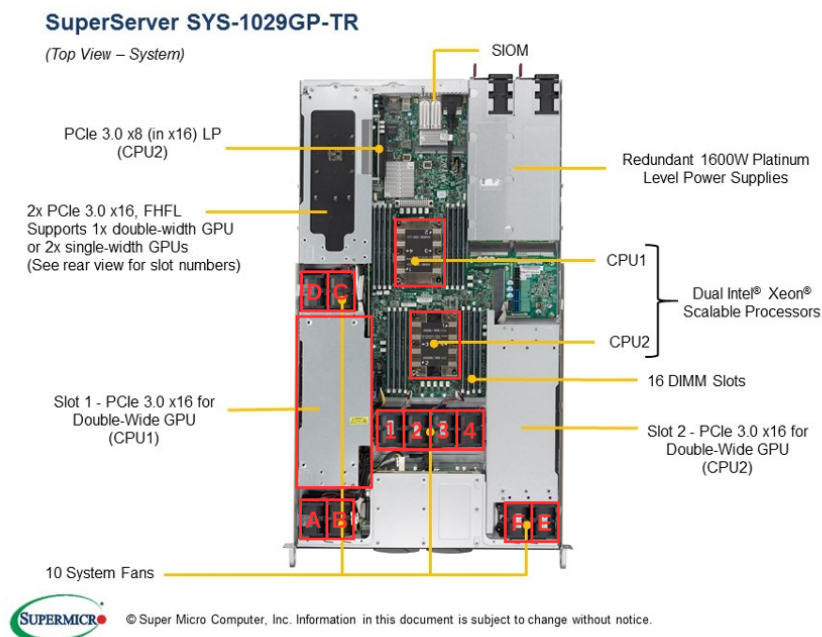 SuperServer SYS-1029GP-TR
(Top View – System)
SIOM
PCIe 3.0 x8 (in x16) LP
(CPU2)
Redundant 1600W Platinum
Level Power Supplies
2x PCIe 3.0 x16, FHFL
Supports 1x double-width GPU
or 2x single-width GPUs
(See rear view for slot numbers)
CPU1
D C
Dual Intel® Xeon®
Scalable Processors
CPU2
16 DIMM Slots
Slot 1 - PCIe 3.0 x16 for
Double-Wide GPU
(CPU1)
1 2 3 4
Slot 2 - PCIe 3.0 x16 for
Double-Wide GPU
(CPU2)
A B
F E
10 System Fans
SUPERMICR
© Super Micro Computer, Inc. Information in this document is subject to change without notice.